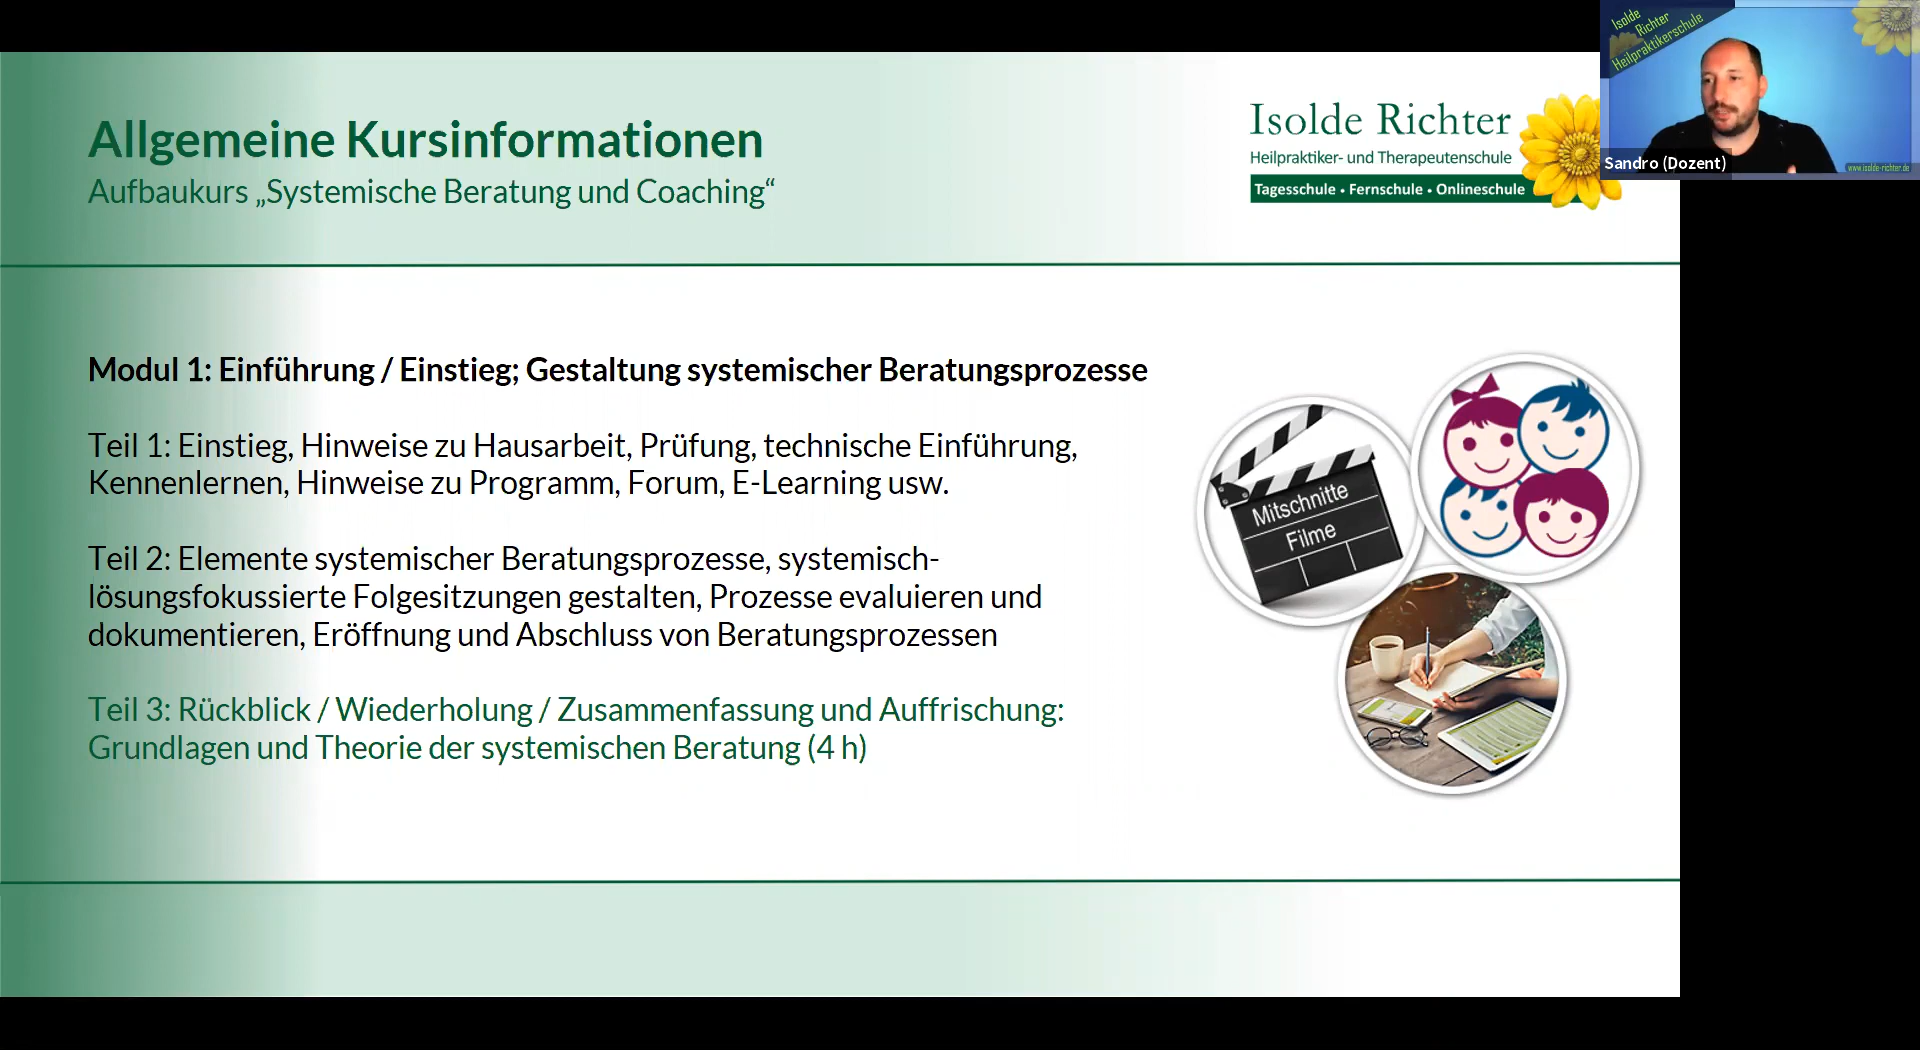 Allgemeine Kursinformationen
Aufbaukurs „Systemische Beratung und Coaching“
Isolde Richter
Heilpraktiker- und Therapeutenschule
Tagesschule • Fernschule • Onlineschule
Isolde
Richter
Heilpraktikerschule
Sandro (Dozent)
www.isolde-richter.de
Modul 1: Einführung / Einstieg; Gestaltung systemischer Beratungsprozesse
Teil 1: Einstieg, Hinweise zu Hausarbeit, Prüfung, technische Einführung,
Kennenlernen, Hinweise zu Programm, Forum, E-Learning usw.
Teil 2: Elemente systemischer Beratungsprozesse, systemisch-
lösungsfokussierte Folgesitzungen gestalten, Prozesse evaluieren und
dokumentieren, Eröffnung und Abschluss von Beratungsprozessen
Teil 3: Rückblick / Wiederholung / Zusammenfassung und Auffrischung:
Grundlagen und Theorie der systemischen Beratung (4 h)
Mitschnitte
Filme